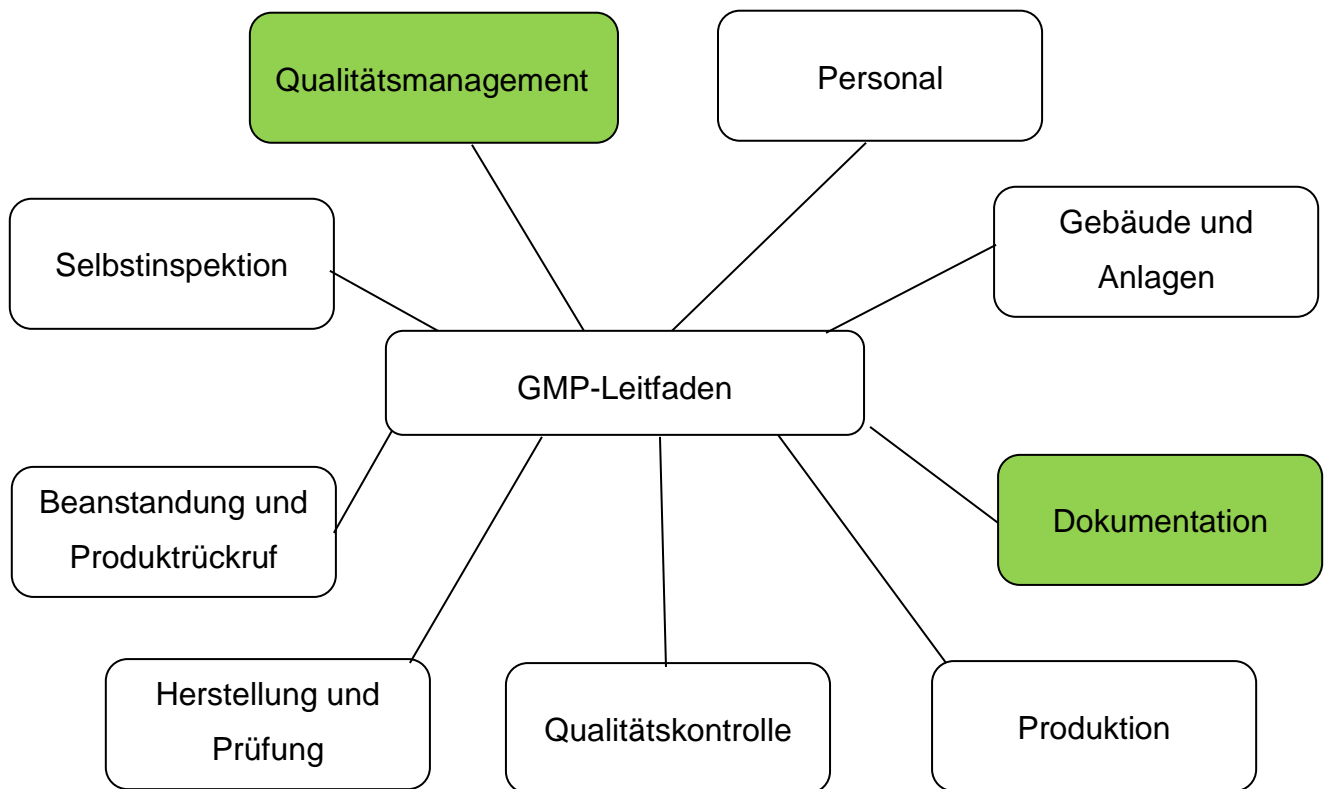 Qualitätsmanagement
Personal
Selbstinspektion
Gebäude und
Anlagen
GMP-Leitfaden
Beanstandung und
Produktrückruf
Dokumentation
Herstellung und
Prüfung
Qualitätskontrolle
Produktion